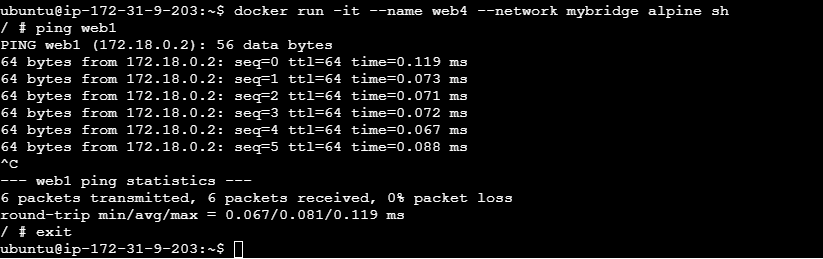 ubuntu@ip-172-31-9-203:~$ docker run -it --name web4 --network mybridge alpine sh
/ # ping web1
PING web1 (172.18.0.2): 56 data bytes
64 bytes from 172.18.0.2: seq=0 ttl=64 time=0.119 ms
64 bytes from 172.18.0.2: seq=1 ttl=64 time=0.073 ms
64 bytes from 172.18.0.2: seq=2 ttl=64 time=0.071 ms
64 bytes from 172.18.0.2: seq=3 ttl=64 time=0.072 ms
64 bytes from 172.18.0.2: seq=4 ttl=64 time=0.067 ms
64 bytes from 172.18.0.2: seq=5 ttl=64 time=0.088 ms
^C
--- web1 ping statistics ---
6 packets transmitted, 6 packets received, 0% packet loss
round-trip min/avg/max = 0.067/0.081/0.119 ms
/ # exit
ubuntu@ip-172-31-9-203:~$